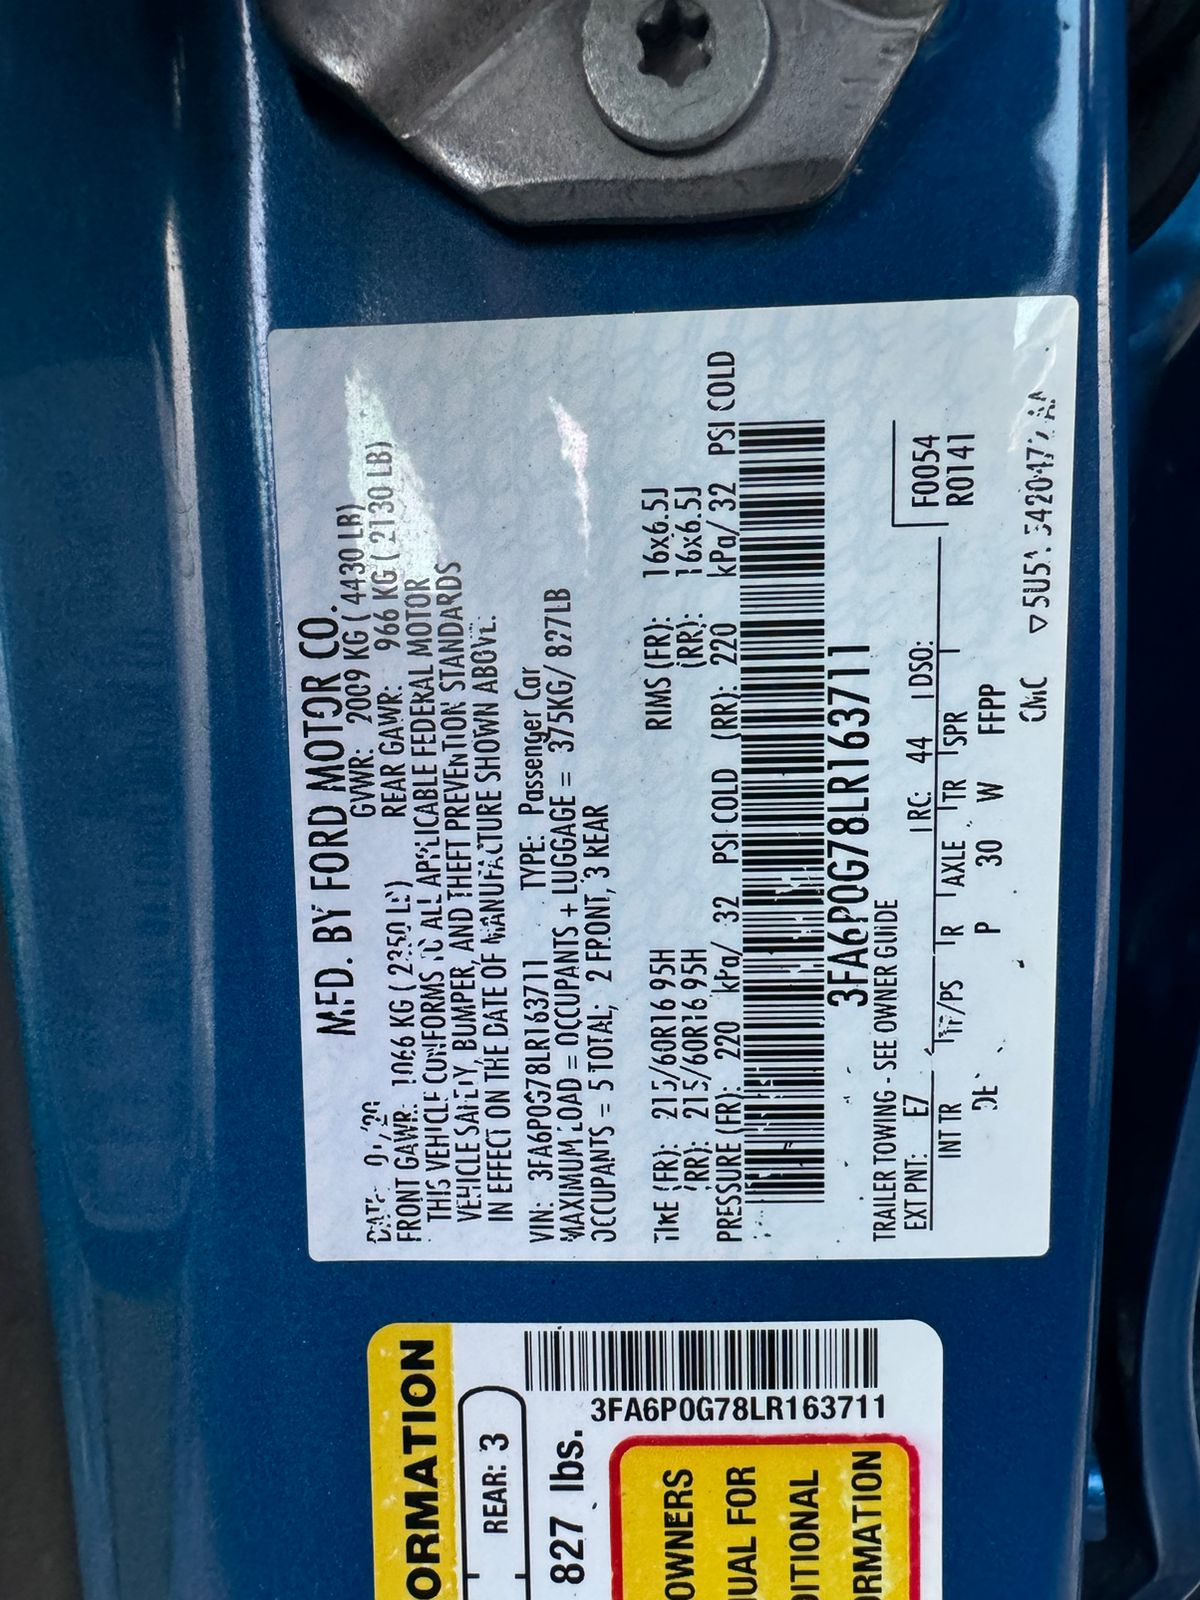 MFD. BY FORD MOTOR CO.
GVWR: 2009 KG ( 4430 LB)
FRONT GAWR: 1066 KG ( 2350 LB)
REAR GAWR: 966 KG ( 2130 LB)
THIS VEHICLE CONFORMS TO ALL APPLICABLE FEDERAL MOTOR
VEHICLE SAFETY, BUMPER, AND THEFT PREVENTION STANDARDS
IN EFFECT ON THE DATE OF MANUFACTURE SHOWN ABOVE.
VIN: 3FA6P0G78LR163711 TYPE: Passenger Car
MAXIMUM LOAD = OCCUPANTS + LUGGAGE = 375KG/ 827LB
OCCUPANTS = 5 TOTAL; 2 FRONT, 3 REAR
TIRE (FR): 215/60R16 95H RIMS (FR): 16x6.5J
(RR): 215/60R16 95H (RR): 16x6.5J
PRESSURE (FR): 220 kPa/ 32 PSI COLD (RR): 220 kPa/ 32 PSI COLD
3FA6P0G78LR163711
TRAILER TOWING - SEE OWNER GUIDE
F0054
R0141
EXT PNT: E7 RC: 44 DSO:
INT TR TP/PS R AXLE TR SPR
P 30 W FFPP
CMC
ORMATION
REAR: 3
827 lbs.
3FA6P0G78LR163711
OWNERS
UAL FOR
DITIONAL
RMATION